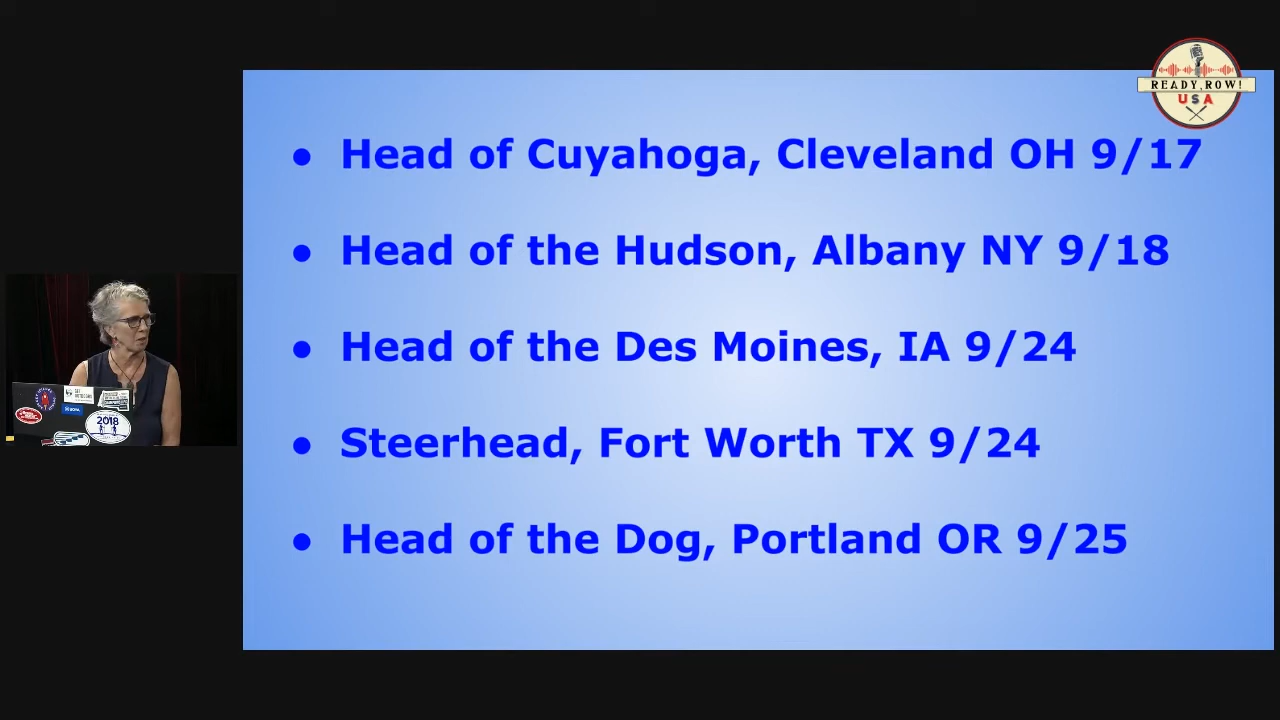 READY, ROW!
USA
● Head of Cuyahoga, Cleveland OH 9/17
● Head of the Hudson, Albany NY 9/18
● Head of the Des Moines, IA 9/24
● Steerhead, Fort Worth TX 9/24
● Head of the Dog, Portland OR 9/25
2018